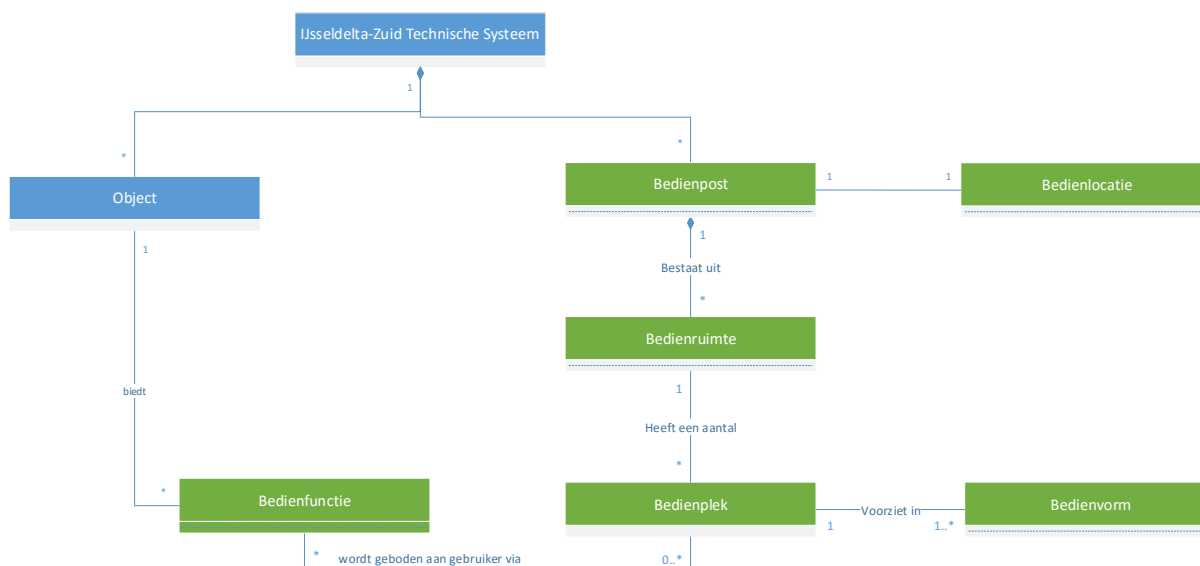 IJsseldelta-Zuid Technische Systeem
1
*
*
Object
Bedienpost
1
1
Bedienlocatie
1
1
Bestaat uit
*
Bedienruimte
1
biedt
Heeft een aantal
*
*
Bedienfunctie
Bedienplek
Voorziet in
1
1..*
Bedienvorm
*
wordt geboden aan gebruiker via
0..*